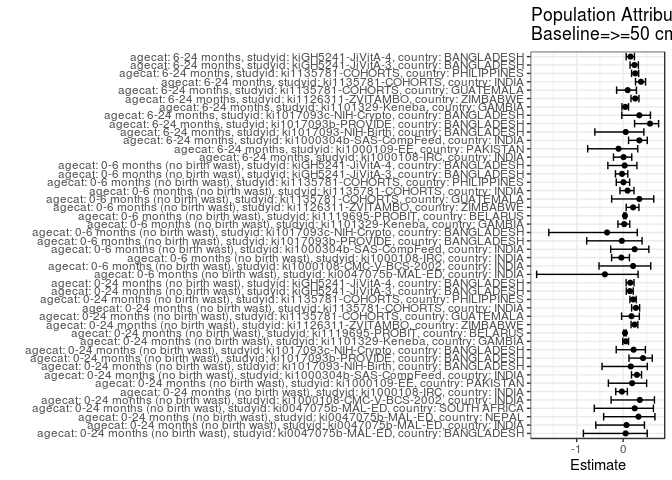 Population Attribu
Baseline=>=50 cm
agecat: 6-24 months, studyid: kiGH5241-JiVitA-4, country: BANGLADESH
agecat: 6-24 months, studyid: kiGH5241-JiVitA-3, country: BANGLADESH
agecat: 6-24 months, studyid: ki1135781-COHORTS, country: PHILIPPINES
agecat: 6-24 months, studyid: ki1135781-COHORTS, country: INDIA
agecat: 6-24 months, studyid: ki1135781-COHORTS, country: GUATEMALA
agecat: 6-24 months, studyid: ki1126311-ZVITAMBO, country: ZIMBABWE
agecat: 6-24 months, studyid: ki1101329-Keneba, country: GAMBIA
agecat: 6-24 months, studyid: ki1017093c-NIH-Crypto, country: BANGLADESH
agecat: 6-24 months, studyid: ki1017093b-PROVIDE, country: BANGLADESH
agecat: 6-24 months, studyid: ki1017093-NIH-Birth, country: BANGLADESH
agecat: 6-24 months, studyid: ki1000304b-SAS-CompFeed, country: INDIA
agecat: 6-24 months, studyid: ki1000109-EE, country: PAKISTAN
agecat: 6-24 months, studyid: ki1000108-IRC, country: INDIA
agecat: 0-6 months (no birth wast), studyid: kiGH5241-JiVitA-4, country: BANGLADESH
agecat: 0-6 months (no birth wast), studyid: kiGH5241-JiVitA-3, country: BANGLADESH
agecat: 0-6 months (no birth wast), studyid: ki1135781-COHORTS, country: PHILIPPINES
agecat: 0-6 months (no birth wast), studyid: ki1135781-COHORTS, country: INDIA
agecat: 0-6 months (no birth wast), studyid: ki1135781-COHORTS, country: GUATEMALA
agecat: 0-6 months (no birth wast), studyid: ki1126311-ZVITAMBO, country: ZIMBABWE
agecat: 0-6 months (no birth wast), studyid: ki1119695-PROBIT, country: BELARUS
agecat: 0-6 months (no birth wast), studyid: ki1101329-Keneba, country: GAMBIA
agecat: 0-6 months (no birth wast), studyid: ki1017093c-NIH-Crypto, country: BANGLADESH
agecat: 0-6 months (no birth wast), studyid: ki1017093b-PROVIDE, country: BANGLADESH
agecat: 0-6 months (no birth wast), studyid: ki1000304b-SAS-CompFeed, country: INDIA
agecat: 0-6 months (no birth wast), studyid: ki1000108-IRC, country: INDIA
agecat: 0-6 months (no birth wast), studyid: ki1000108-CMC-V-BCS-2002, country: INDIA
agecat: 0-6 months (no birth wast), studyid: ki0047075b-MAL-ED, country: INDIA
agecat: 0-24 months (no birth wast), studyid: kiGH5241-JiVitA-4, country: BANGLADESH
agecat: 0-24 months (no birth wast), studyid: kiGH5241-JiVitA-3, country: BANGLADESH
agecat: 0-24 months (no birth wast), studyid: ki1135781-COHORTS, country: PHILIPPINES
agecat: 0-24 months (no birth wast), studyid: ki1135781-COHORTS, country: INDIA
agecat: 0-24 months (no birth wast), studyid: ki1135781-COHORTS, country: GUATEMALA
agecat: 0-24 months (no birth wast), studyid: ki1126311-ZVITAMBO, country: ZIMBABWE
agecat: 0-24 months (no birth wast), studyid: ki1119695-PROBIT, country: BELARUS
agecat: 0-24 months (no birth wast), studyid: ki1101329-Keneba, country: GAMBIA
agecat: 0-24 months (no birth wast), studyid: ki1017093c-NIH-Crypto, country: BANGLADESH
agecat: 0-24 months (no birth wast), studyid: ki1017093b-PROVIDE, country: BANGLADESH
agecat: 0-24 months (no birth wast), studyid: ki1017093-NIH-Birth, country: BANGLADESH
agecat: 0-24 months (no birth wast), studyid: ki1000304b-SAS-CompFeed, country: INDIA
agecat: 0-24 months (no birth wast), studyid: ki1000109-EE, country: PAKISTAN
agecat: 0-24 months (no birth wast), studyid: ki1000108-IRC, country: INDIA
agecat: 0-24 months (no birth wast), studyid: ki1000108-CMC-V-BCS-2002, country: INDIA
agecat: 0-24 months (no birth wast), studyid: ki0047075b-MAL-ED, country: SOUTH AFRICA
agecat: 0-24 months (no birth wast), studyid: ki0047075b-MAL-ED, country: NEPAL
agecat: 0-24 months (no birth wast), studyid: ki0047075b-MAL-ED, country: INDIA
agecat: 0-24 months (no birth wast), studyid: ki0047075b-MAL-ED, country: BANGLADESH
-1 0
Estimate